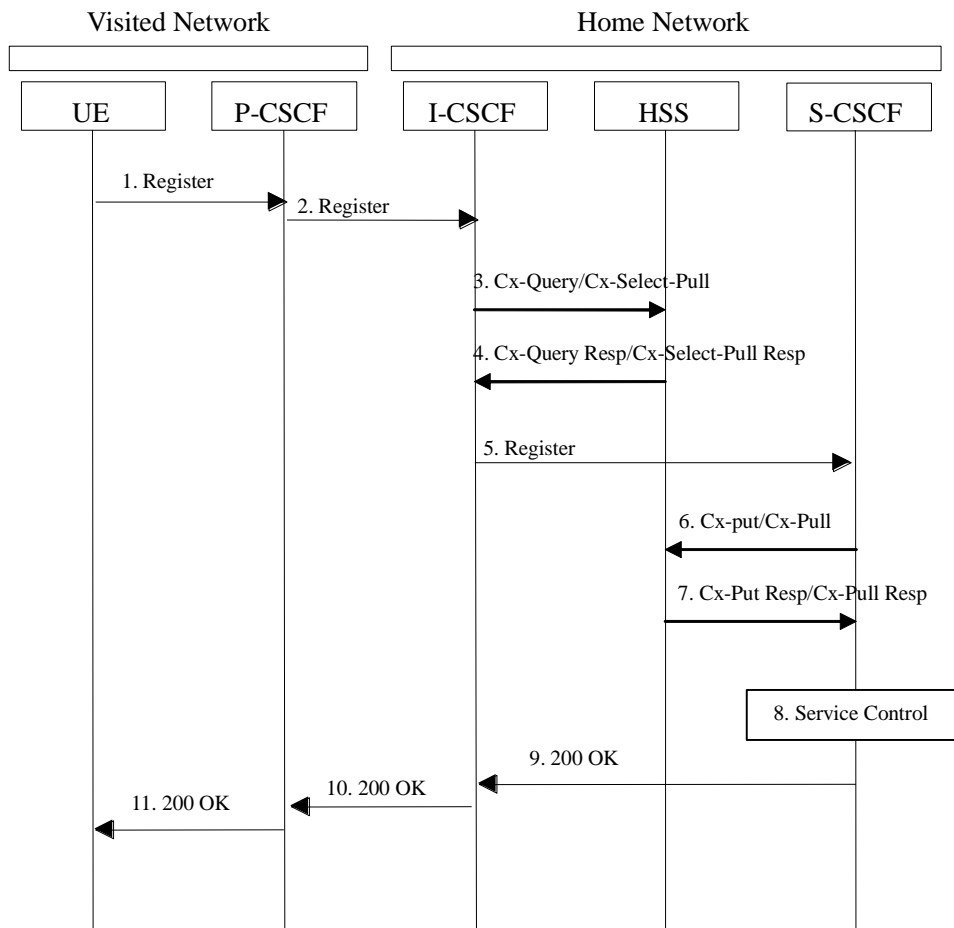 Visited Network
Home Network
UE
P-CSCF
I-CSCF
HSS
S-CSCF
1. Register
2. Register
3. Cx-Query/Cx-Select-Pull
4. Cx-Query Resp/Cx-Select-Pull Resp
5. Register
6. Cx-put/Cx-Pull
7. Cx-Put Resp/Cx-Pull Resp
8. Service Control
9. 200 OK
10. 200 OK
11. 200 OK